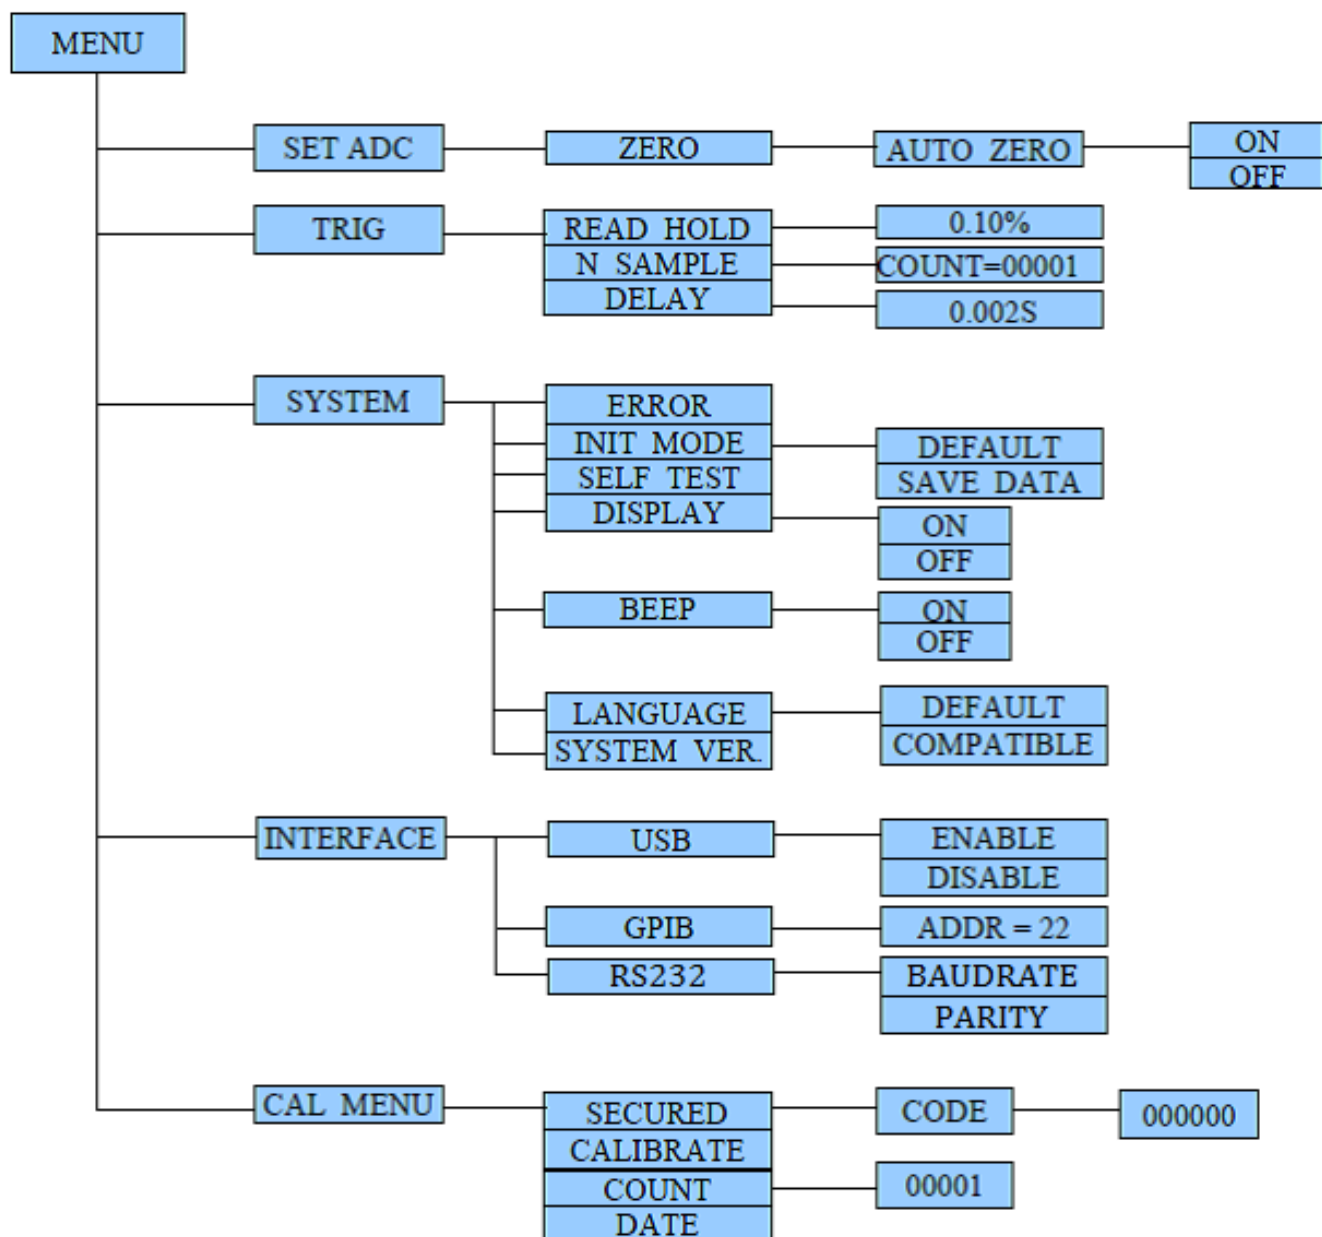 MENU
SET ADC
ZERO
AUTO ZERO
ON
OFF
TRIG
READ HOLD
0.10%
N SAMPLE
COUNT=00001
DELAY
0.002S
SYSTEM
ERROR
INIT MODE
DEFAULT
SELF TEST
SAVE DATA
DISPLAY
ON
OFF
BEEP
ON
OFF
LANGUAGE
DEFAULT
SYSTEM VER.
COMPATIBLE
INTERFACE
USB
ENABLE
DISABLE
GPIB
ADDR = 22
RS232
BAUDRATE
PARITY
CAL MENU
SECURED
CODE
000000
CALIBRATE
COUNT
00001
DATE